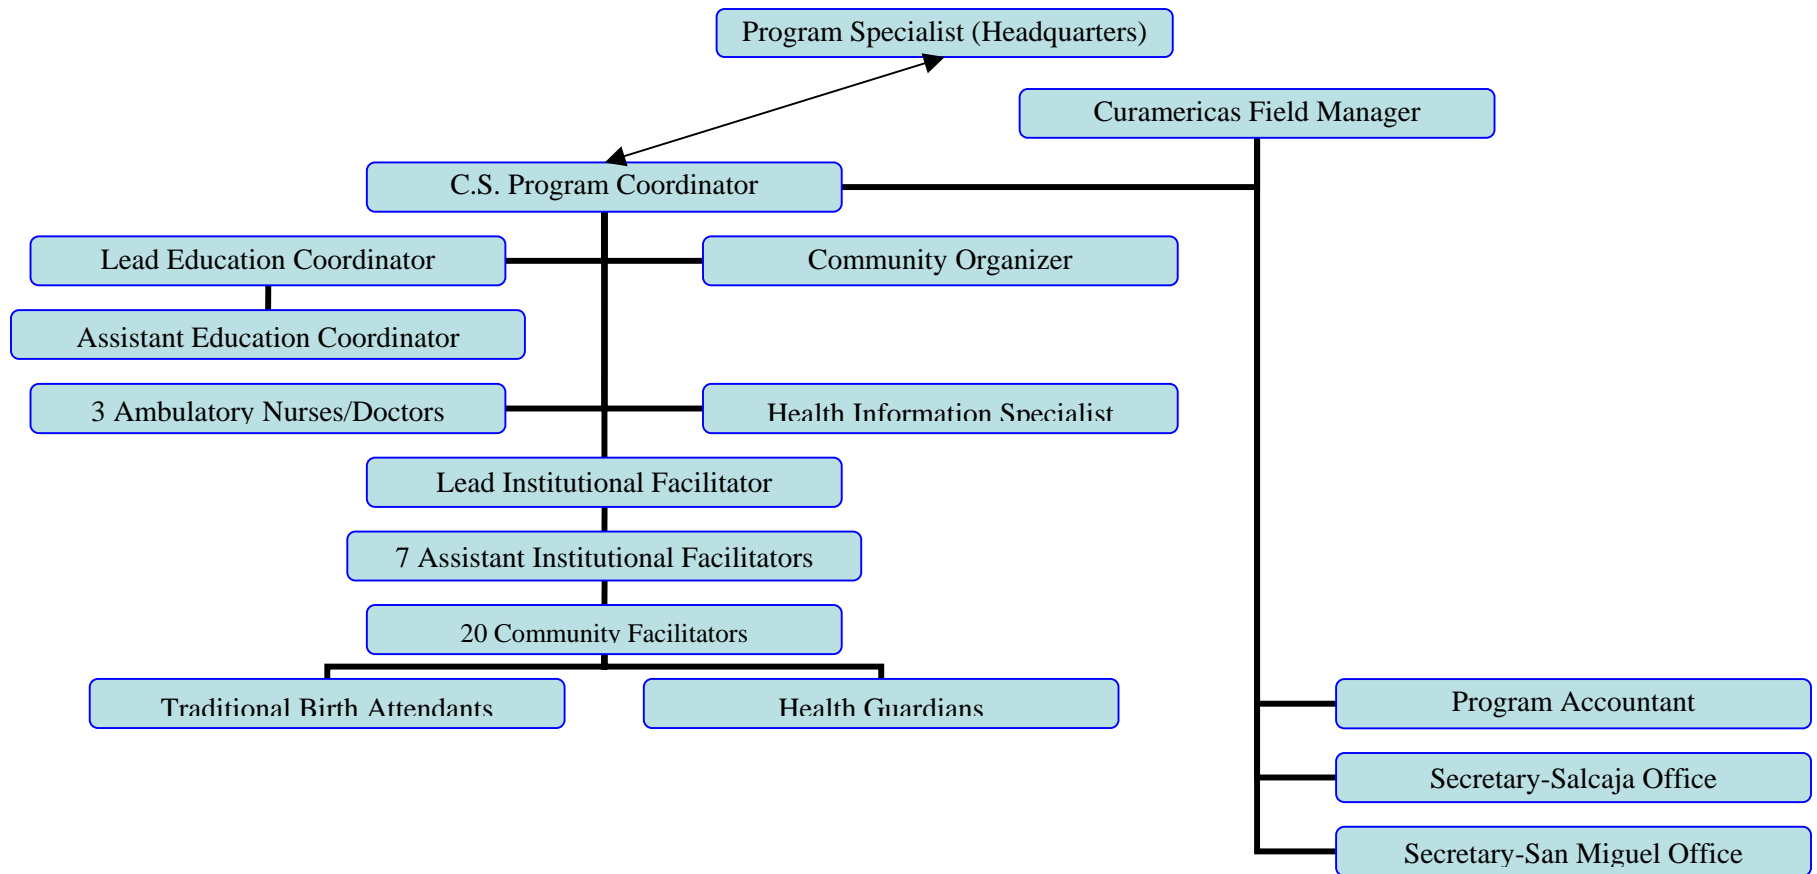 Program Specialist (Headquarters)
Curamericas Field Manager
C.S. Program Coordinator
Lead Education Coordinator
Community Organizer
Assistant Education Coordinator
3 Ambulatory Nurses/Doctors
Health Information Specialist
Lead Institutional Facilitator
7 Assistant Institutional Facilitators
20 Community Facilitators
Traditional Birth Attendants
Health Guardians
Program Accountant
Secretary-Salcaja Office
Secretary-San Miguel Office